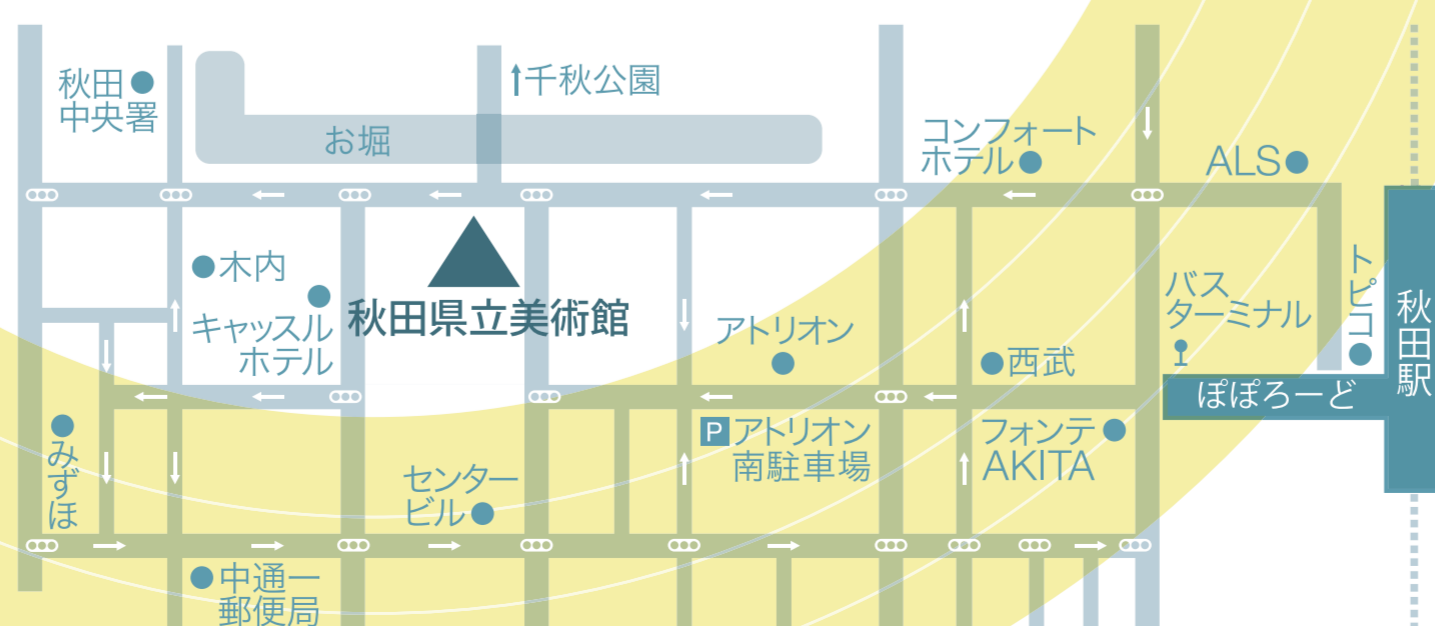 秋田
中央署
千秋公園
お堀
コンフォート
ホテル
ALS
木内
キャッスル
ホテル
秋田県立美術館
アトリオン
西武
バス
ターミナル
トピコ
秋田駅
ぽぽろーど
みずほ
P アトリオン
南駐車場
フォンテ
AKITA
センター
ビル
中通一
郵便局